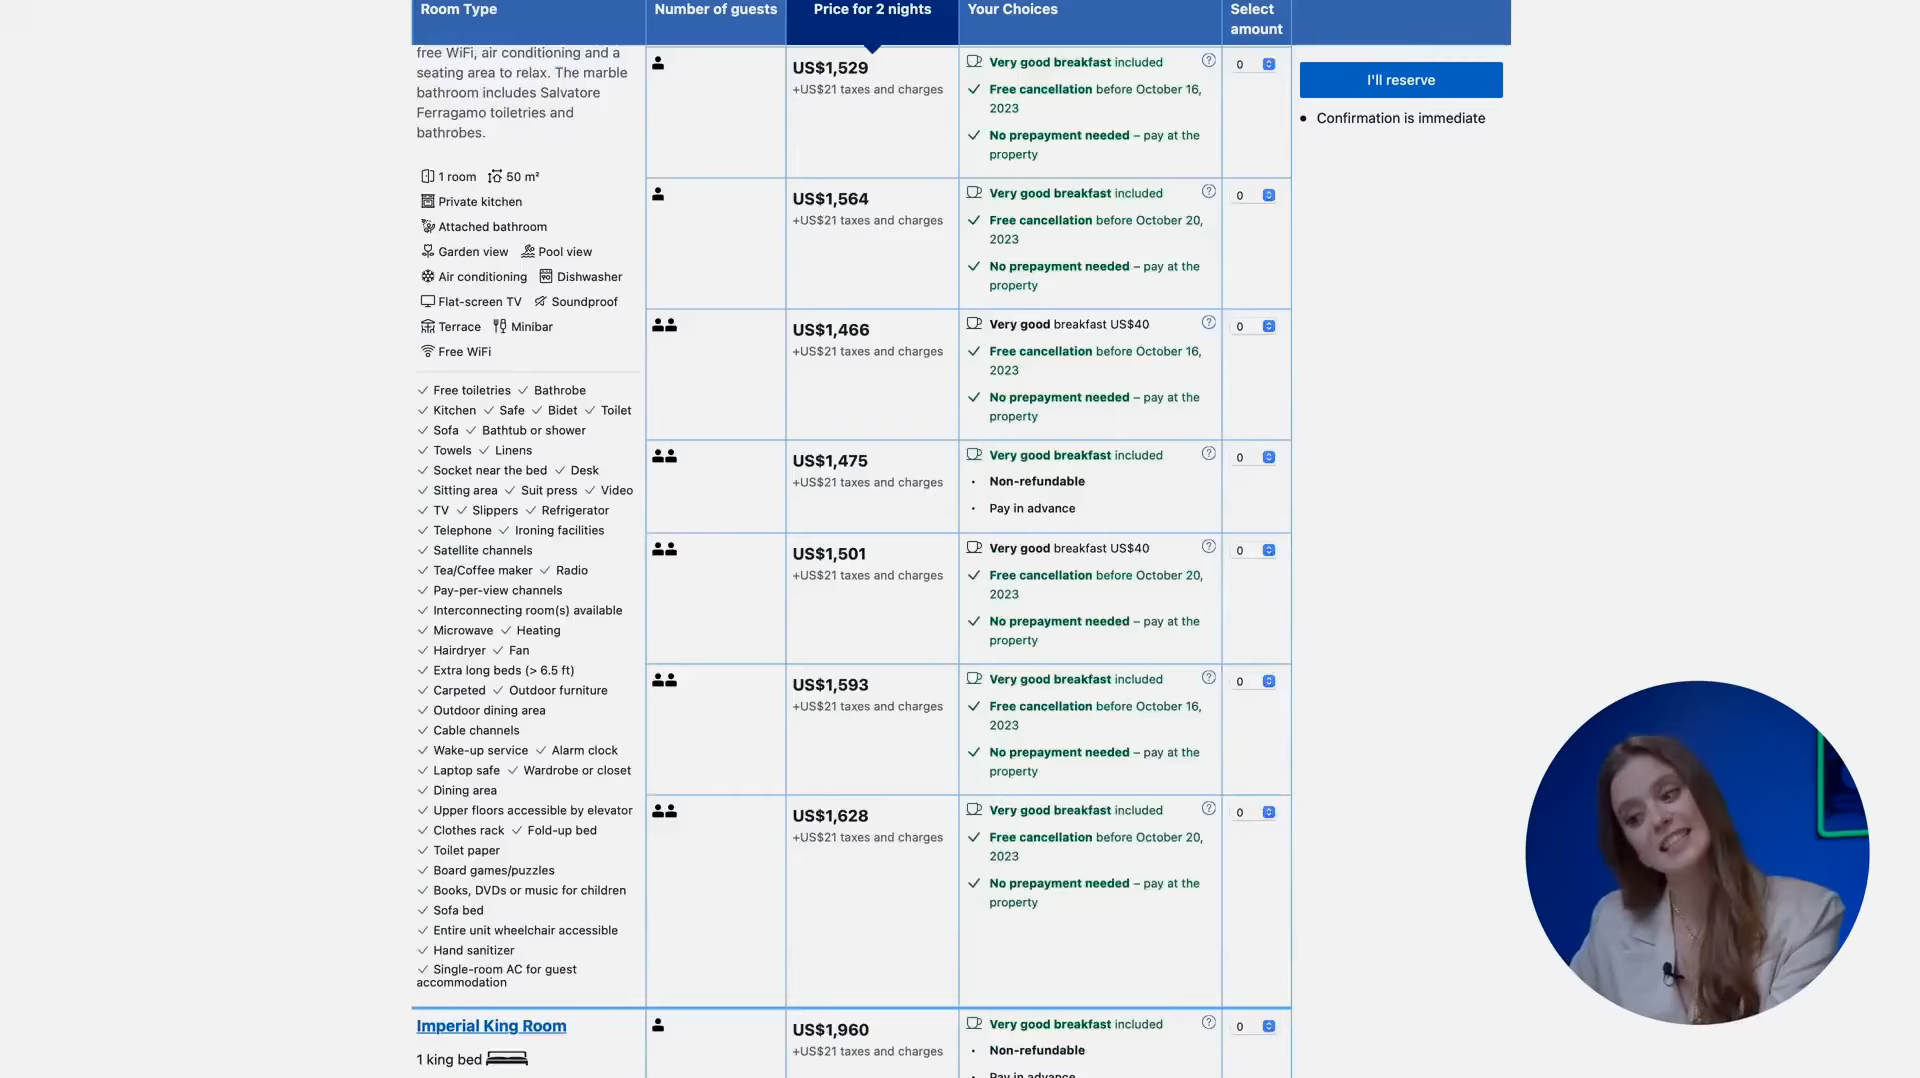 Room Type
Number of guests
Price for 2 nights
Your Choices
Select
amount
free WiFi, air conditioning and a
seating area to relax. The marble
bathroom includes Salvatore
Ferragamo toiletries and
bathrobes.
1 room 50 m²
Private kitchen
Attached bathroom
Garden view Pool view
Air conditioning Dishwasher
Flat-screen TV Soundproof
Terrace Minibar
Free WiFi
Free toiletries Bathrobe
Kitchen Safe Bidet Toilet
Sofa Bathtub or shower
Towels Linens
Socket near the bed Desk
Sitting area Suit press Video
TV Slippers Refrigerator
Telephone Ironing facilities
Satellite channels
Tea/Coffee maker Radio
Pay-per-view channels
Interconnecting room(s) available
Microwave Heating
Hairdryer Fan
Extra long beds (> 6.5 ft)
Carpeted Outdoor furniture
Outdoor dining area
Cable channels
Wake-up service Alarm clock
Laptop safe Wardrobe or closet
Dining area
Upper floors accessible by elevator
Clothes rack Fold-up bed
Toilet paper
Board games/puzzles
Books, DVDs or music for children
Sofa bed
Entire unit wheelchair accessible
Hand sanitizer
Single-room AC for guest
accommodation
US$1,529
+US$21 taxes and charges
Very good breakfast included
Free cancellation before October 16,
2023
No prepayment needed – pay at the
property
0
I'll reserve
• Confirmation is immediate
US$1,564
+US$21 taxes and charges
Very good breakfast included
Free cancellation before October 20,
2023
No prepayment needed – pay at the
property
0
US$1,466
+US$21 taxes and charges
Very good breakfast US$40
Free cancellation before October 16,
2023
No prepayment needed – pay at the
property
0
US$1,475
+US$21 taxes and charges
Very good breakfast included
• Non-refundable
• Pay in advance
0
US$1,501
+US$21 taxes and charges
Very good breakfast US$40
Free cancellation before October 20,
2023
No prepayment needed – pay at the
property
0
US$1,593
+US$21 taxes and charges
Very good breakfast included
Free cancellation before October 16,
2023
No prepayment needed – pay at the
property
0
US$1,628
+US$21 taxes and charges
Very good breakfast included
Free cancellation before October 20,
2023
No prepayment needed – pay at the
property
0
Imperial King Room
1 king bed
US$1,960
+US$21 taxes and charges
Very good breakfast included
• Non-refundable
Pay in advance
0